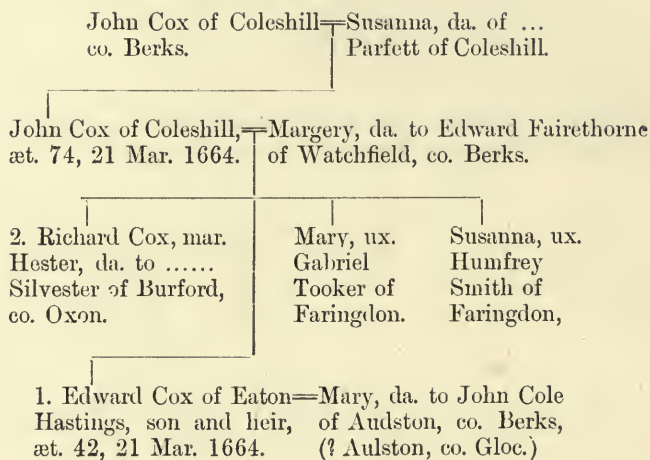 John Cox of Coleshill=Susanna, da. of ...
co. Berks. Parfett of Coleshill.
John Cox of Coleshill,=Margery, da. to Edward Fairethorne
æt. 74, 21 Mar. 1664. of Watchfield, co. Berks.
2. Richard Cox, mar.
Hester, da. to ......
Silvester of Burford,
co. Oxon.
Mary, ux.
Gabriel
Tooker of
Faringdon.
Susanna, ux.
Humfrey
Smith of
Faringdon,
1. Edward Cox of Eaton=Mary, da. to John Cole
Hastings, son and heir, of Audston, co. Berks,
æt. 42, 21 Mar. 1664. (? Aulston, co. Gloc.)